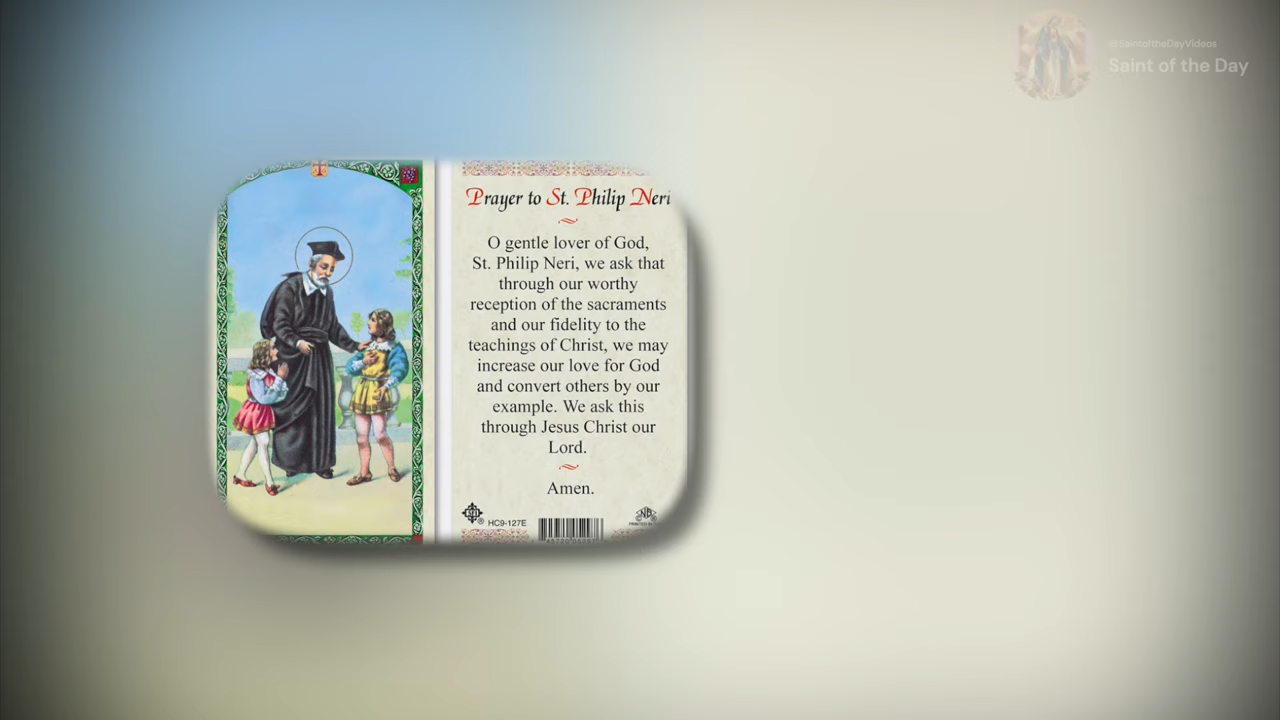 @SaintoftheDayVideos
Saint of the Day
Prayer to St. Philip Neri
O gentle lover of God,
St. Philip Neri, we ask that
through our worthy
reception of the sacraments
and our fidelity to the
teachings of Christ, we may
increase our love for God
and convert others by our
example. We ask this
through Jesus Christ our
Lord.
Amen.
HC9-127E